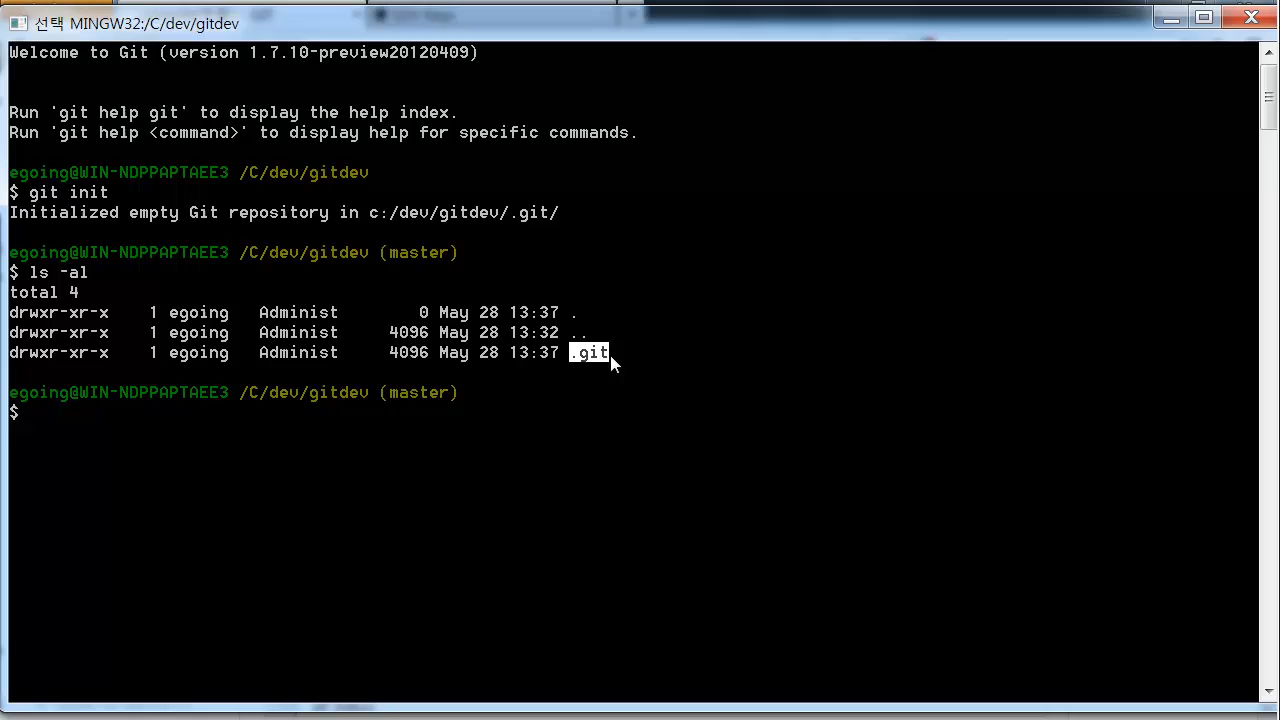 선택 MINGW32:/C/dev/gitdev
Welcome to Git (version 1.7.10-preview20120409)
Run 'git help git' to display the help index.
Run 'git help <command>' to display help for specific commands.
egoing@WIN-NDPPAPTAEE3 /C/dev/gitdev
$ git init
Initialized empty Git repository in c:/dev/gitdev/.git/
egoing@WIN-NDPPAPTAEE3 /C/dev/gitdev (master)
$ ls -al
total 4
drwxr-xr-x    1 egoing   Administ        0 May 28 13:37 .
drwxr-xr-x    1 egoing   Administ     4096 May 28 13:32 ..
drwxr-xr-x    1 egoing   Administ     4096 May 28 13:37 .git
egoing@WIN-NDPPAPTAEE3 /C/dev/gitdev (master)
$